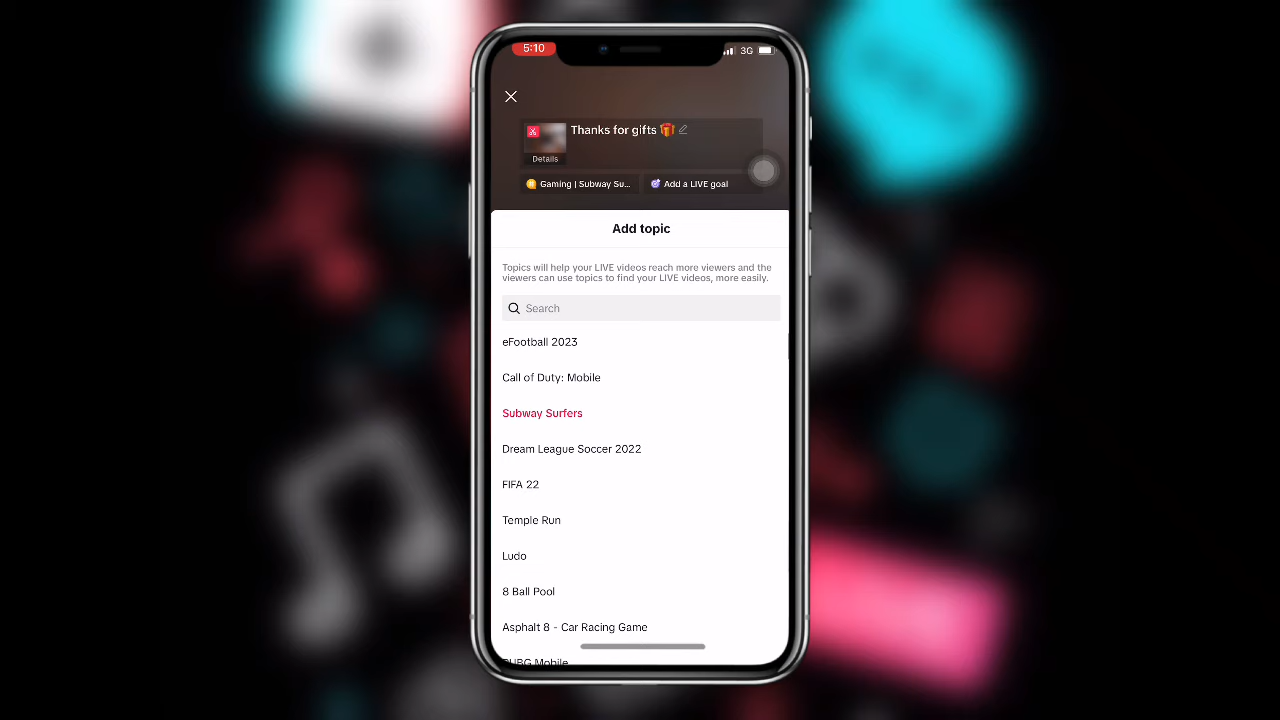 5:10
3G
Thanks for gifts 🎁
Details
Gaming | Subway Su...
Add a LIVE goal
Add topic
Topics will help your LIVE videos reach more viewers and the
viewers can use topics to find your LIVE videos, more easily.
Search
eFootball 2023
Call of Duty: Mobile
Subway Surfers
Dream League Soccer 2022
FIFA 22
Temple Run
Ludo
8 Ball Pool
Asphalt 8 - Car Racing Game
PUBG Mobile